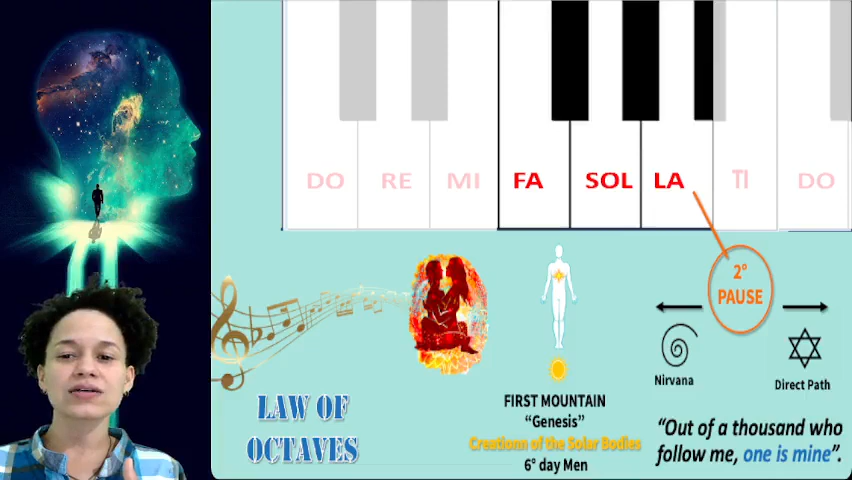 DO RE MI FA SOL LA TI DO
2°
PAUSE
Nirvana
Direct Path
LAW OF
OCTAVES
FIRST MOUNTAIN
“Genesis”
Creationn of the Solar Bodies
6° day Men
“Out of a thousand who
follow me, one is mine”.